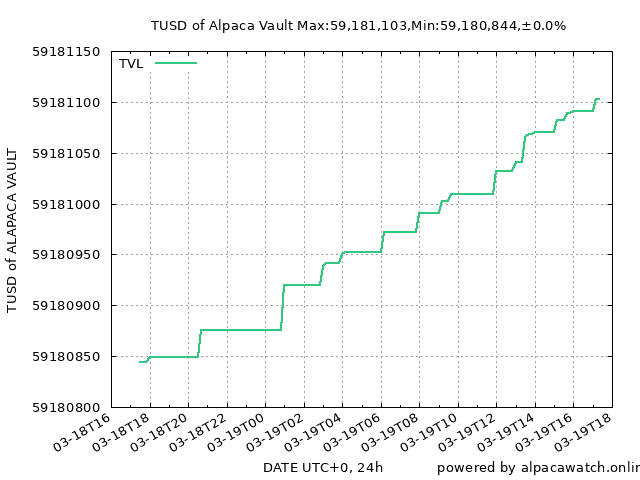 TUSD of Alpaca Vault Max:59,181,103,Min:59,180,844,±0.0%
TVL
TUSD of ALAPACA VAULT
59181150
59181100
59181050
59181000
59180950
59180900
59180850
59180800
03-18T16
03-18T18
03-18T20
03-18T22
03-19T00
03-19T02
03-19T04
03-19T06
03-19T08
03-19T10
03-19T12
03-19T14
03-19T16
03-19T18
DATE UTC+0, 24h
powered by alpacawatch.onlin